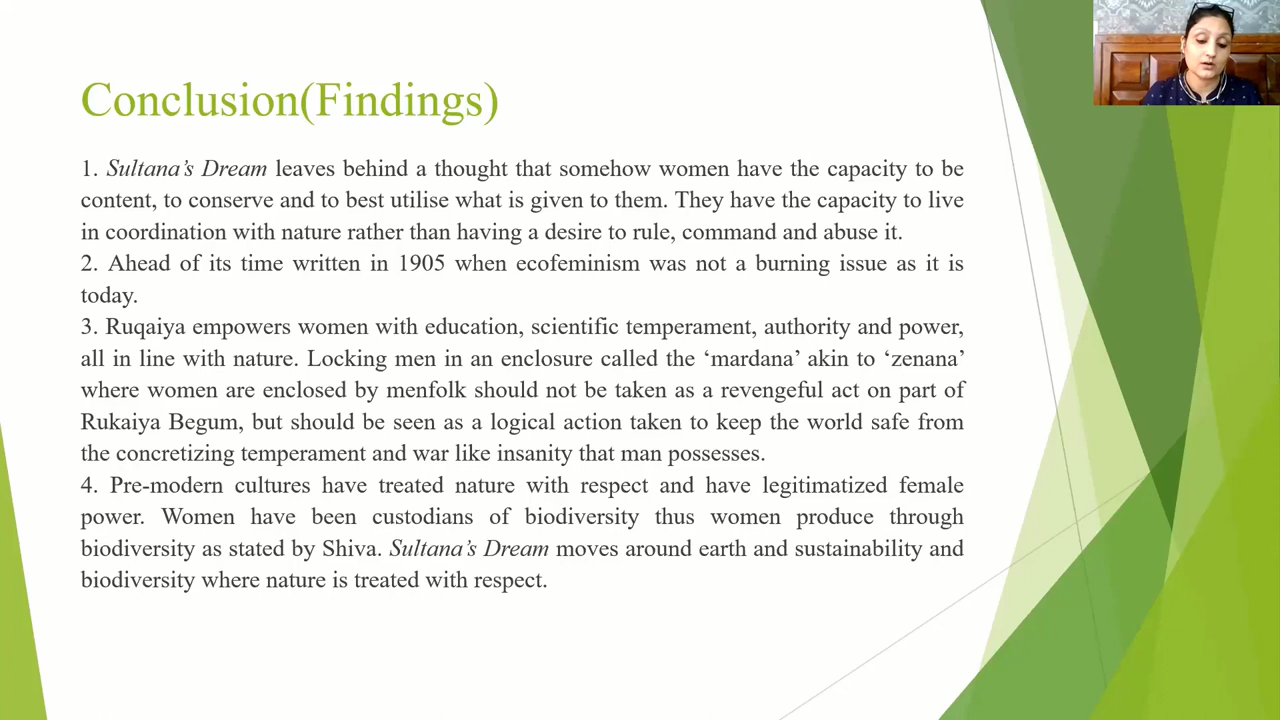 Conclusion(Findings)
1. Sultana’s Dream leaves behind a thought that somehow women have the capacity to be
content, to conserve and to best utilise what is given to them. They have the capacity to live
in coordination with nature rather than having a desire to rule, command and abuse it.
2. Ahead of its time written in 1905 when ecofeminism was not a burning issue as it is
today.
3. Ruqaiya empowers women with education, scientific temperament, authority and power,
all in line with nature. Locking men in an enclosure called the ‘mardana’ akin to ‘zenana’
where women are enclosed by menfolk should not be taken as a revengeful act on part of
Rukaiya Begum, but should be seen as a logical action taken to keep the world safe from
the concretizing temperament and war like insanity that man possesses.
4. Pre-modern cultures have treated nature with respect and have legitimatized female
power. Women have been custodians of biodiversity thus women produce through
biodiversity as stated by Shiva. Sultana’s Dream moves around earth and sustainability and
biodiversity where nature is treated with respect.